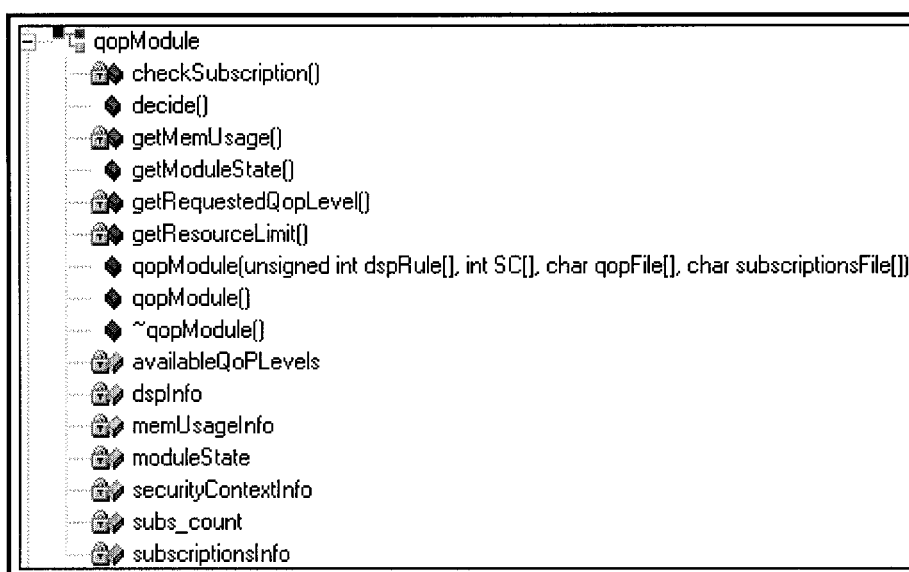 qopModule
checkSubscription()
decide()
getMemUsage()
getModuleState()
getRequestedQopLevel()
getResourceLimit()
qopModule(unsigned int dspRule[], int SC[], char qopFile[], char subscriptionsFile[])
qopModule()
~qopModule()
availableQoPLevels
dspInfo
memUsageInfo
moduleState
securityContextInfo
subs_count
subscriptionsInfo